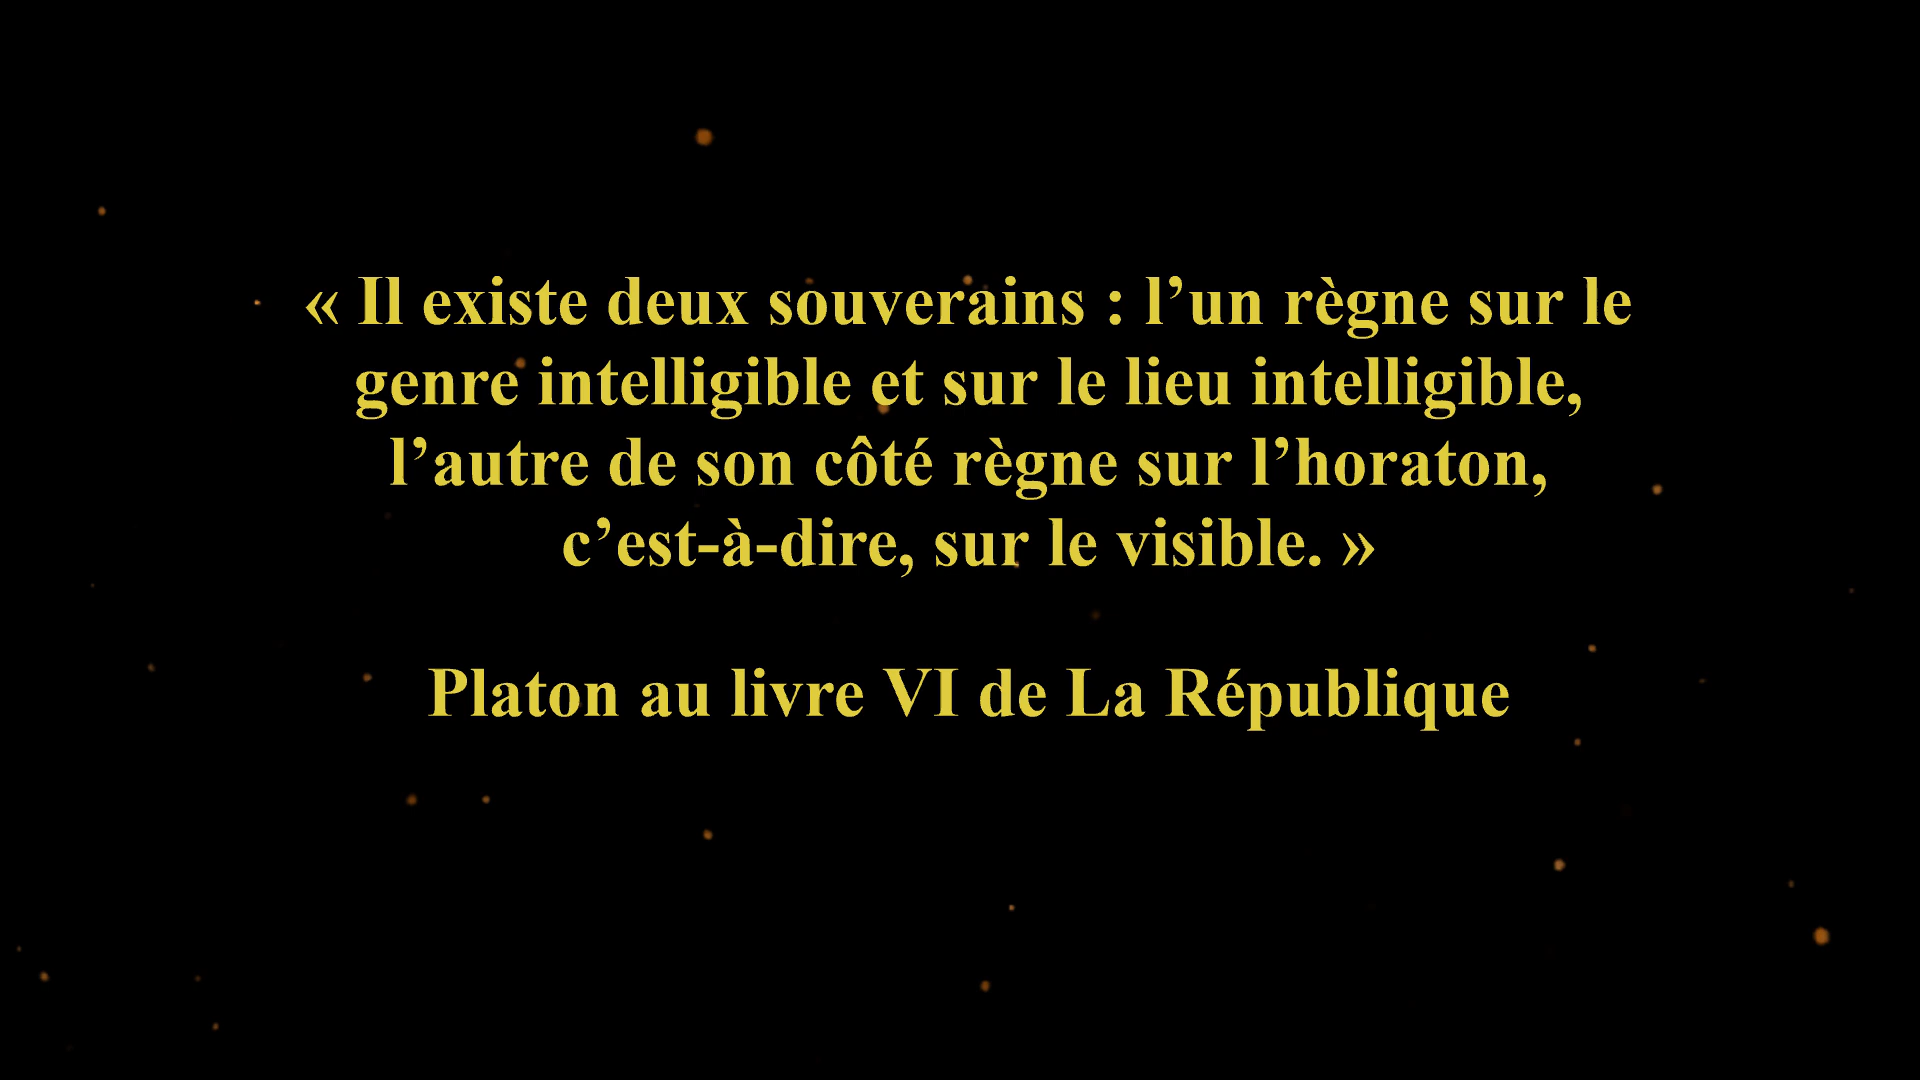 « Il existe deux souverains : l’un règne sur le
genre intelligible et sur le lieu intelligible,
l’autre de son côté règne sur l’horaton,
c’est-à-dire, sur le visible. »
Platon au livre VI de La République